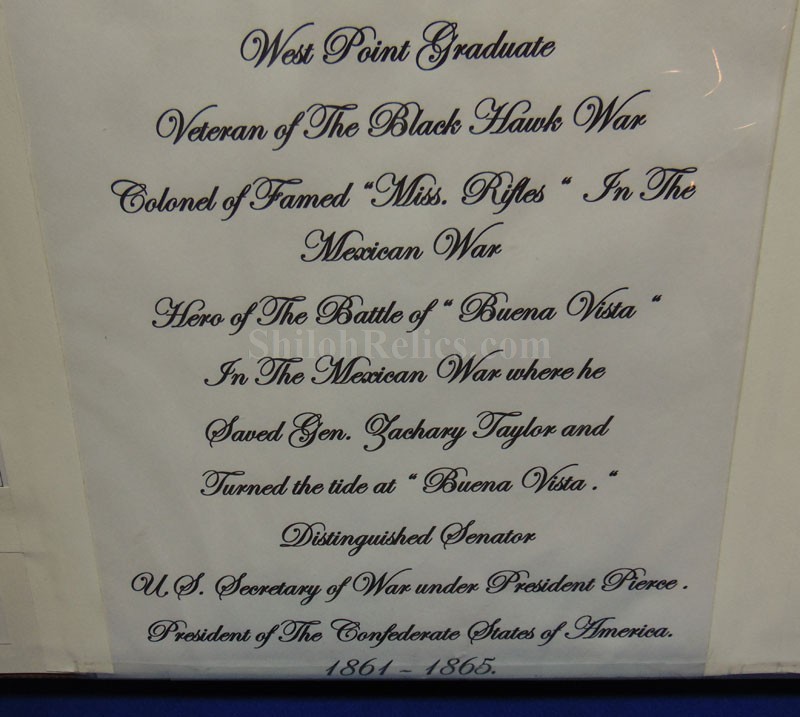 West Point Graduate
Veteran of The Black Hawk War
Colonel of Famed "Miss. Rifles " In The
Mexican War
Hero of The Battle of " Buena Vista "
ShilohRelics.com
In The Mexican War where he
Saved Gen. Zachary Taylor and
Turned the tide at " Buena Vista . "
Distinguished Senator
U.S. Secretary of War under President Pierce .
President of The Confederate States of America.
1861 - 1865.